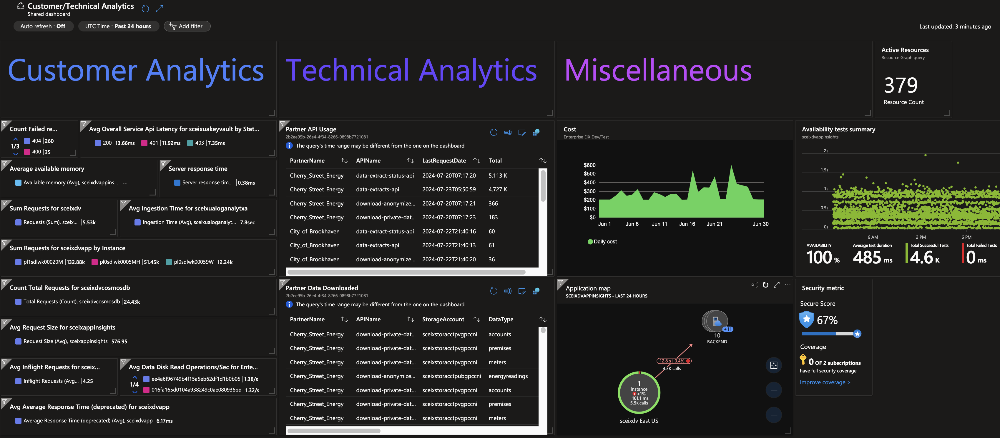 Customer/Technical Analytics
Shared dashboard
Auto refresh : Off
UTC Time : Past 24 hours
Add filter
Last updated: 3 minutes ago
Customer Analytics
Technical Analytics
Miscellaneous
Active Resources
Resource Graph query
379
Resource Count
Count Failed re...
1/3
404 260
400 35
Avg Overall Service Api Latency for sceixuakeyvault by Stat...
200 13.66ms 401 11.92ms 403 7.35ms
Average available memory
Available memory (Avg), sceixdvappins... --
Server response time
Server response tim... 0.38ms
Sum Requests for sceixdv
Requests (Sum), sceix... 5.53k
Avg Ingestion Time for sceixualoganalytxa
Ingestion Time (Avg), sceixualoganalyt... 7.8sec
Sum Requests for sceixdvapp by Instance
pl1sdlwk00020M 132.88k pl0sdlwk0005MH 51.45k pl0sdlwk00059W 12.24k
Count Total Requests for sceixdvcosmosdb
Total Requests (Count), sceixdvcosmosdb 24.43k
Avg Request Size for sceixappinsights
Request Size (Avg), sceixappinsights 576.95
Avg Inflight Requests for sceix...
Inflight Requests (Avg... 4.25
Avg Data Disk Read Operations/Sec for Ente...
1/4
ee4a6f96749b4f15a5eb62df1d1b0b05 1.38/s
016fa165d0104a938249c0ae080936bd 1.32/s
Avg Average Response Time (deprecated) for sceixdvapp
Average Response Time (deprecated) (Avg), sceixdvapp 6.17ms
Partner API Usage
2b2ee95b-26e4-4f34-8266-0898b7721081
The query's time range may be different from the one on the dashboard
PartnerName APIName LastRequestDate Total
Cherry_Street_Energy data-extract-status-api 2024-07-20T07:17:20 5.113 K
Cherry_Street_Energy data-extracts-api 2024-07-23T05:50:59 4.727 K
Cherry_Street_Energy download-anonymize... 2024-07-20T07:17:21 366
Cherry_Street_Energy download-private-dat... 2024-07-20T07:17:23 183
City_of_Brookhaven data-extract-status-api 2024-07-22T21:40:16 60
City_of_Brookhaven data-extracts-api 2024-07-22T21:40:13 61
City_of_Brookhaven download-anonymize... 2024-07-22T21:40:20 36
Partner Data Downloaded
2b2ee95b-26e4-4f34-8266-0898b7721081
The query's time range may be different from the one on the dashboard
PartnerName APIName StorageAccount DataType
Cherry_Street_Energy download-private-dat... sceixstoracctpvgpccni accounts
Cherry_Street_Energy download-private-dat... sceixstoracctpvgpccni premises
Cherry_Street_Energy download-private-dat... sceixstoracctpvgpccni meters
Cherry_Street_Energy download-anonymize... sceixstoracctpubgpccni energyreadings
Cherry_Street_Energy download-private-dat... sceixstoracctpvgpccni accounts
Cherry_Street_Energy download-private-dat... sceixstoracctpvgpccni premises
Cherry_Street_Energy download-private-dat... sceixstoracctpvgpccni meters
Cost
Enterprise EIX Dev/Test
$600
$500
$400
$300
$200
$100
$0
Jun 1 Jun 6 Jun 11 Jun 16 Jun 21 Jun 30
Daily cost
Availability tests summary
sceixdvappinsights
2s
1.5s
1s
0.5s
0s
6 AM 12 PM 6 PM
AVAILABILITY Average test duration Total Successful Tests Total Failed Tests
100 % 485 ms 4.6 K 0 ms
Application map
SCEIXDVAPPINSIGHTS - LAST 24 HOURS
+11
10
BACKEND
12.8 s | 0.4%
4.3K calls
1
instance
<1%
161.1 ms
5.5K calls
sceixdv East US
Security metric
Secure Score
67%
Coverage
0 OF 2 subscriptions
have full security coverage
Improve coverage >